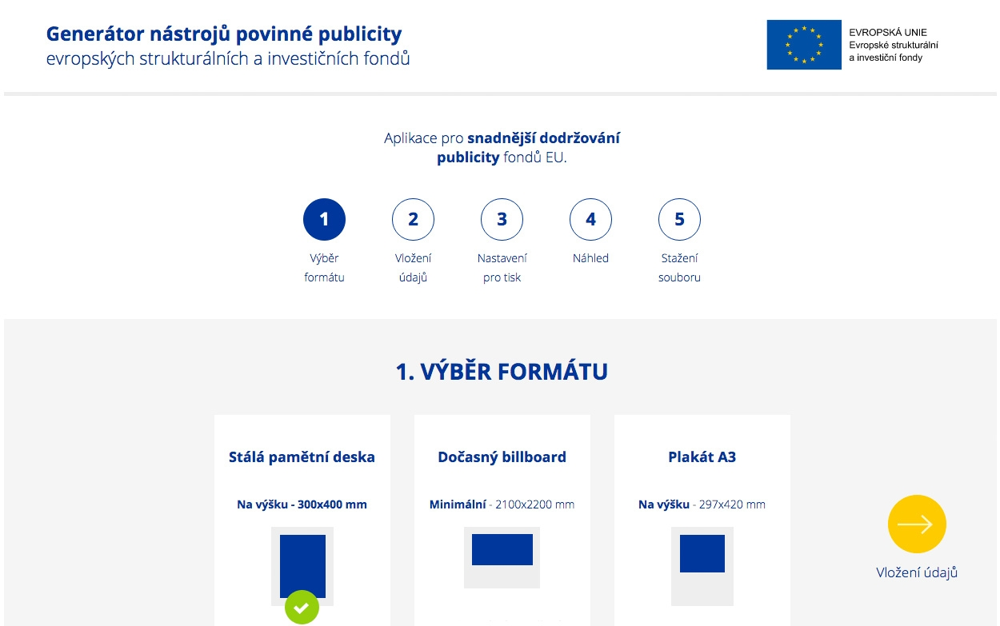 Generátor nástrojů povinné publicity
evropských strukturálních a investičních fondů
EVROPSKÁ UNIE
Evropské strukturální
a investiční fondy
Aplikace pro snadnější dodržování
publicity fondů EU.
1
2
3
4
5
Výběr
formátu
Vložení
údajů
Nastavení
pro tisk
Náhled
Stažení
souboru
1. VÝBĚR FORMÁTU
Stálá pamětní deska
Na výšku - 300x400 mm
Dočasný billboard
Minimální - 2100x2200 mm
Plakát A3
Na výšku - 297x420 mm
Vložení údajů